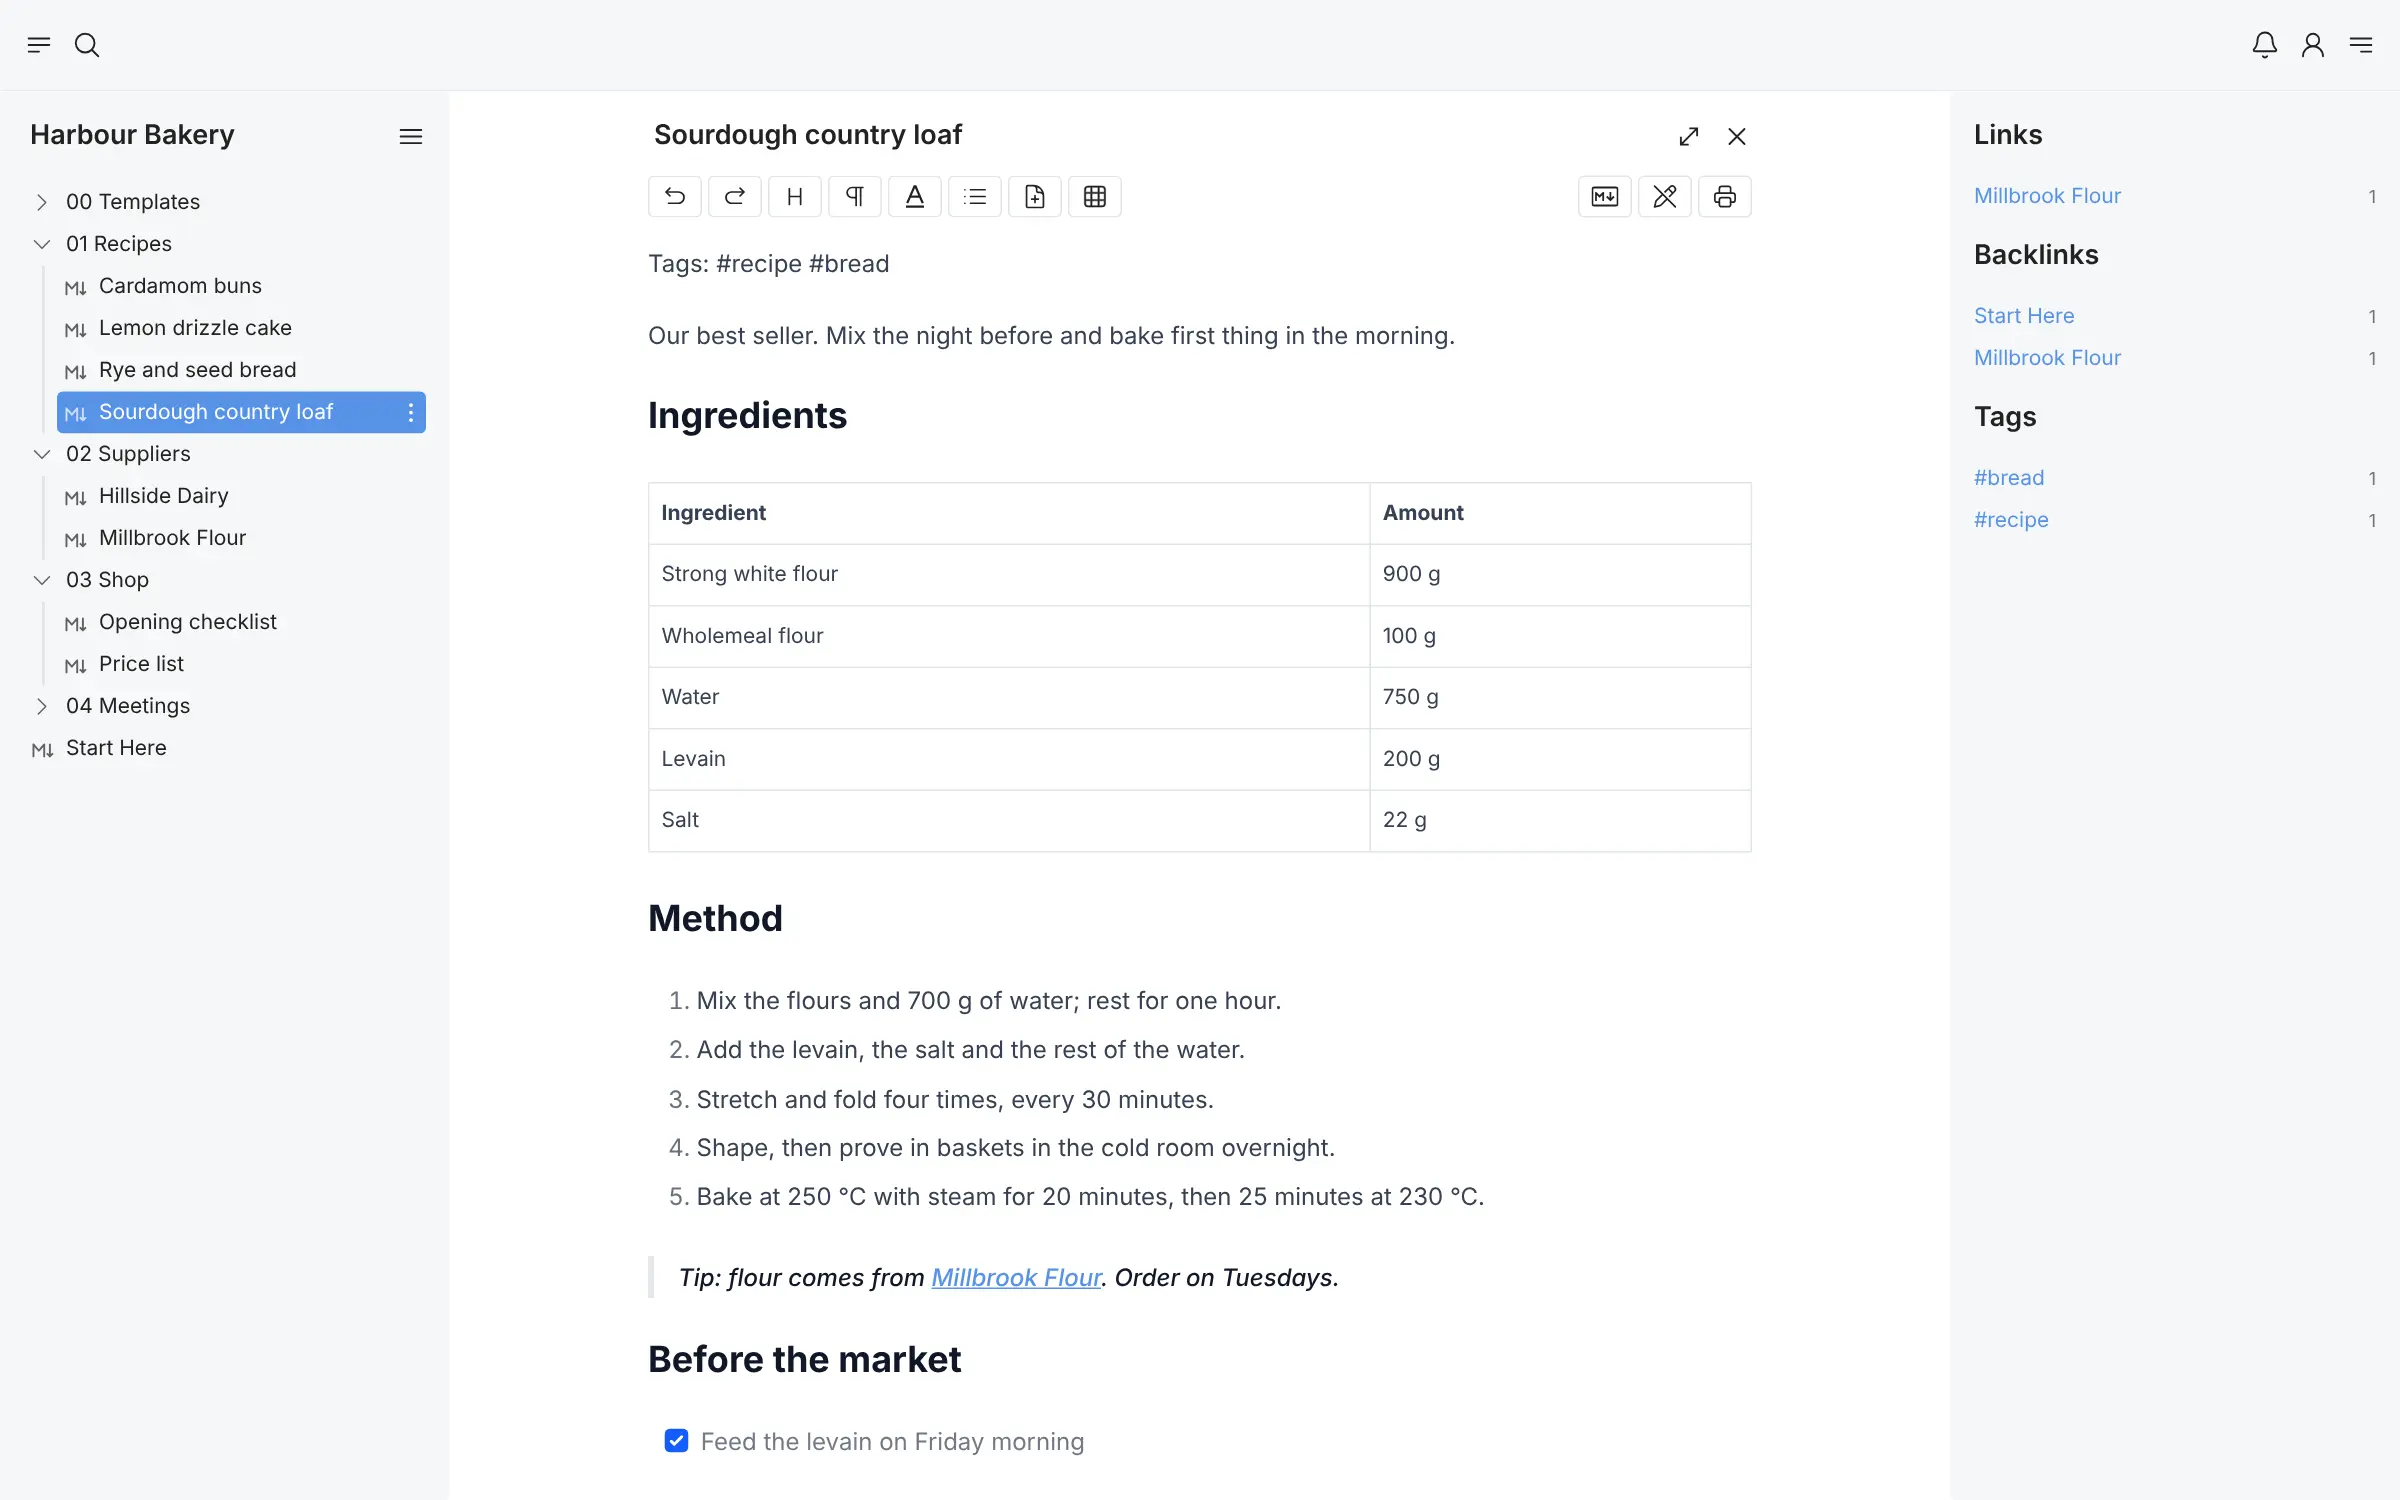 Harbour Bakery
00 Templates
01 Recipes
Cardamom buns
Lemon drizzle cake
Rye and seed bread
Sourdough country loaf
02 Suppliers
Hillside Dairy
Millbrook Flour
03 Shop
Opening checklist
Price list
04 Meetings
Start Here
Sourdough country loaf
Tags: #recipe #bread
Our best seller. Mix the night before and bake first thing in the morning.
Ingredients
Ingredient Amount
Strong white flour 900 g
Wholemeal flour 100 g
Water 750 g
Levain 200 g
Salt 22 g
Method
1. Mix the flours and 700 g of water; rest for one hour.
2. Add the levain, the salt and the rest of the water.
3. Stretch and fold four times, every 30 minutes.
4. Shape, then prove in baskets in the cold room overnight.
5. Bake at 250 °C with steam for 20 minutes, then 25 minutes at 230 °C.
Tip: flour comes from Millbrook Flour. Order on Tuesdays.
Before the market
Feed the levain on Friday morning
Links
Millbrook Flour 1
Backlinks
Start Here 1
Millbrook Flour 1
Tags
#bread 1
#recipe 1